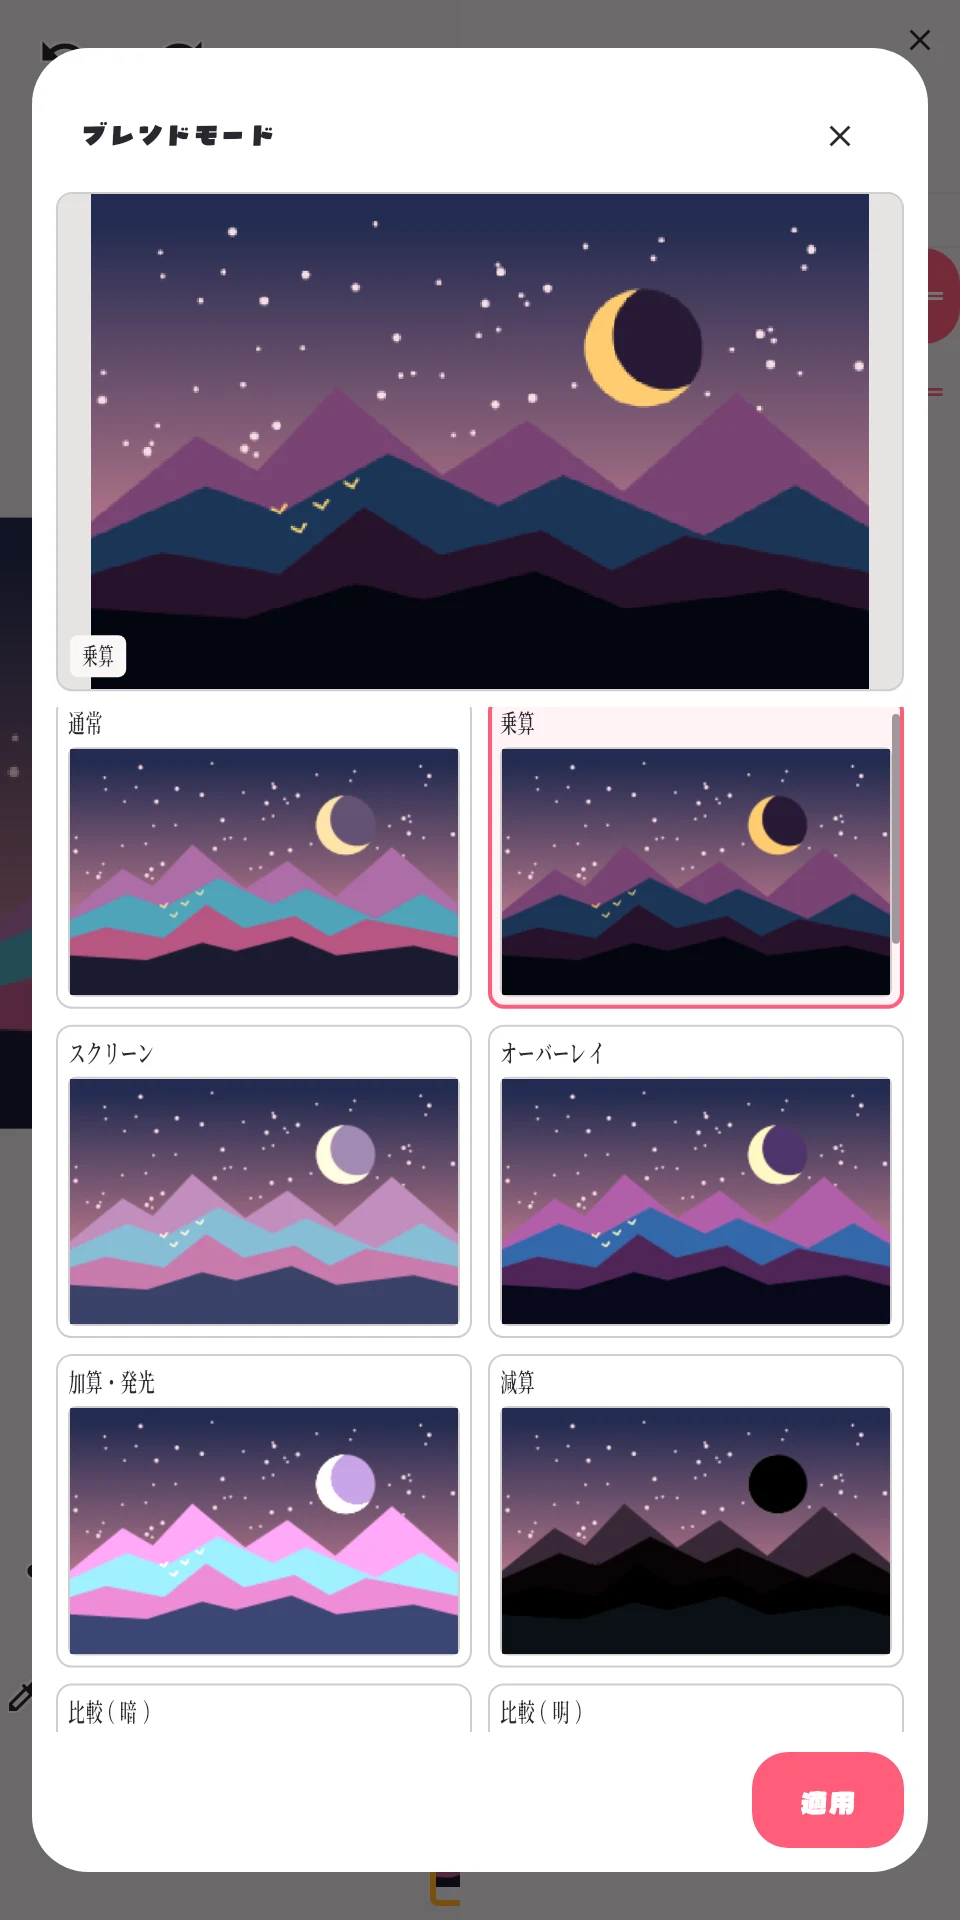 ブレンドモード
乗算
通常
乗算
スクリーン
オーバーレイ
加算・発光
減算
比較(暗)
比較(明)
適用